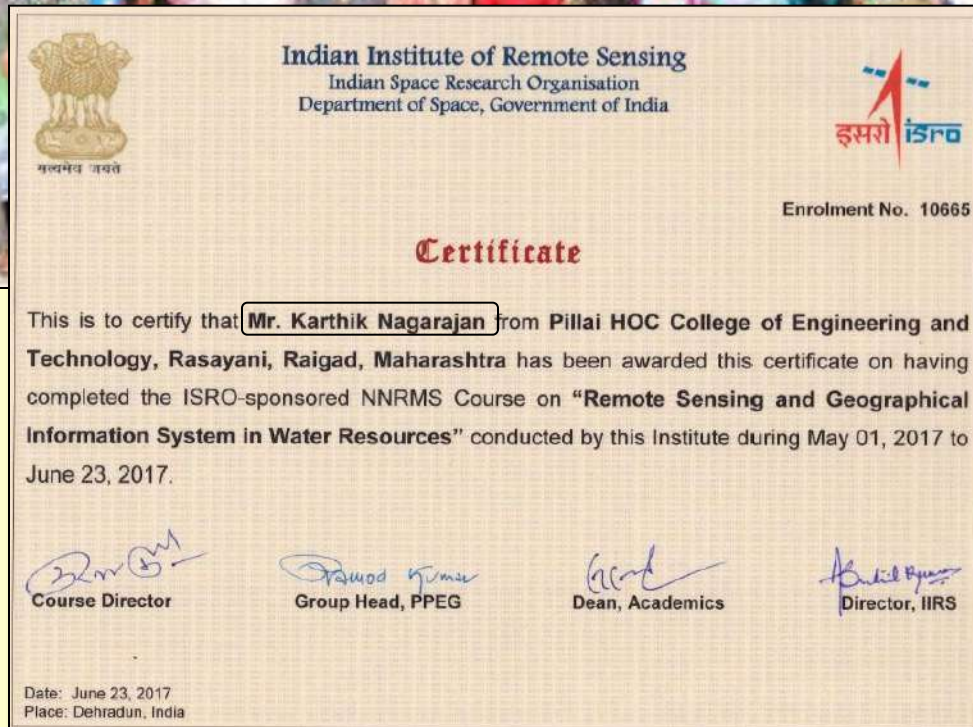 Indian Institute of Remote Sensing
Indian Space Research Organisation
Department of Space, Government of India
सत्यमेव जयते
इसरो isro
Enrolment No. 10665
Certificate
This is to certify that Mr. Karthik Nagarajan from Pillai HOC College of Engineering and
Technology, Rasayani, Raigad, Maharashtra has been awarded this certificate on having
completed the ISRO-sponsored NNRMS Course on “Remote Sensing and Geographical
Information System in Water Resources” conducted by this Institute during May 01, 2017 to
June 23, 2017.
Pramod Kumar
Course Director
Group Head, PPEG
Dean, Academics
Director, IIRS
Date: June 23, 2017
Place: Dehradun, India